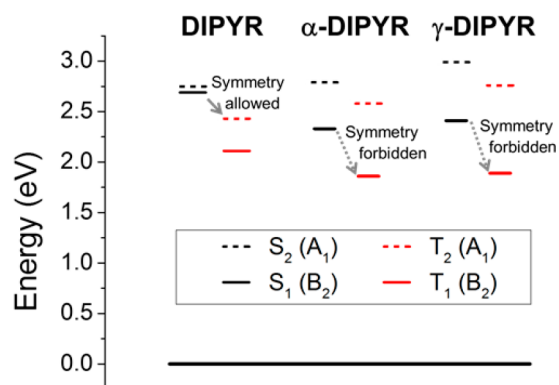 DIPYR α-DIPYR γ-DIPYR
Symmetry
allowed
Symmetry
forbidden
Symmetry
forbidden
Energy (eV)
3.0
2.5
2.0
1.5
1.0
0.5
0.0
S₂ (A₁) T₂ (A₁)
S₁ (B₂) T₁ (B₂)